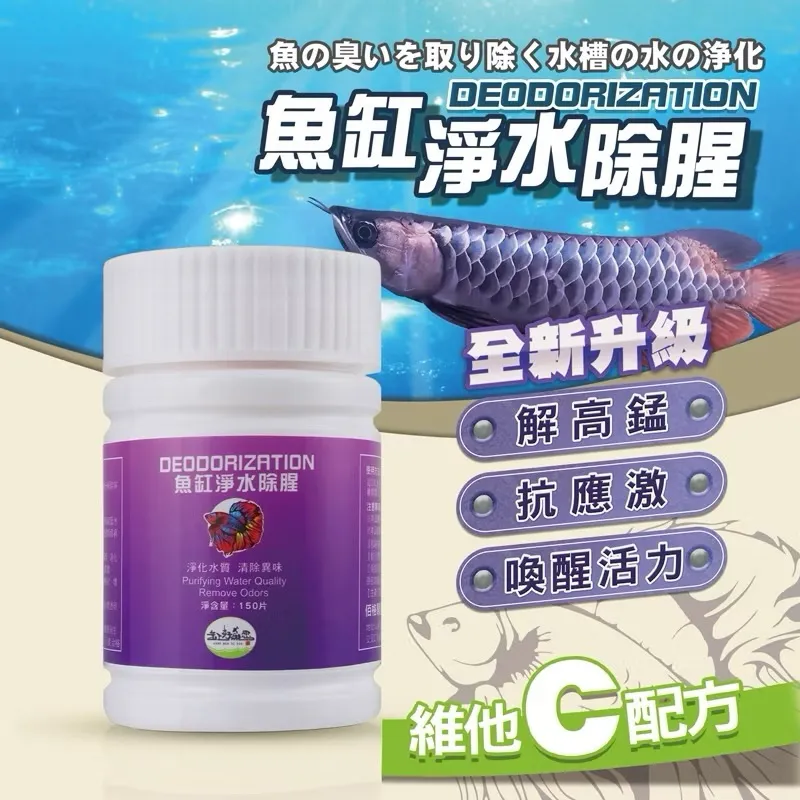 魚の臭いを取り除く水槽の水の浄化
DEODORIZATION
魚缸淨水除腥
全新升級
解高錳
抗應激
喚醒活力
維他C配方
DEODORIZATION
魚缸淨水除腥
淨化水質 清除異味
Purifying Water Quality
Remove Odors
淨含量:150片